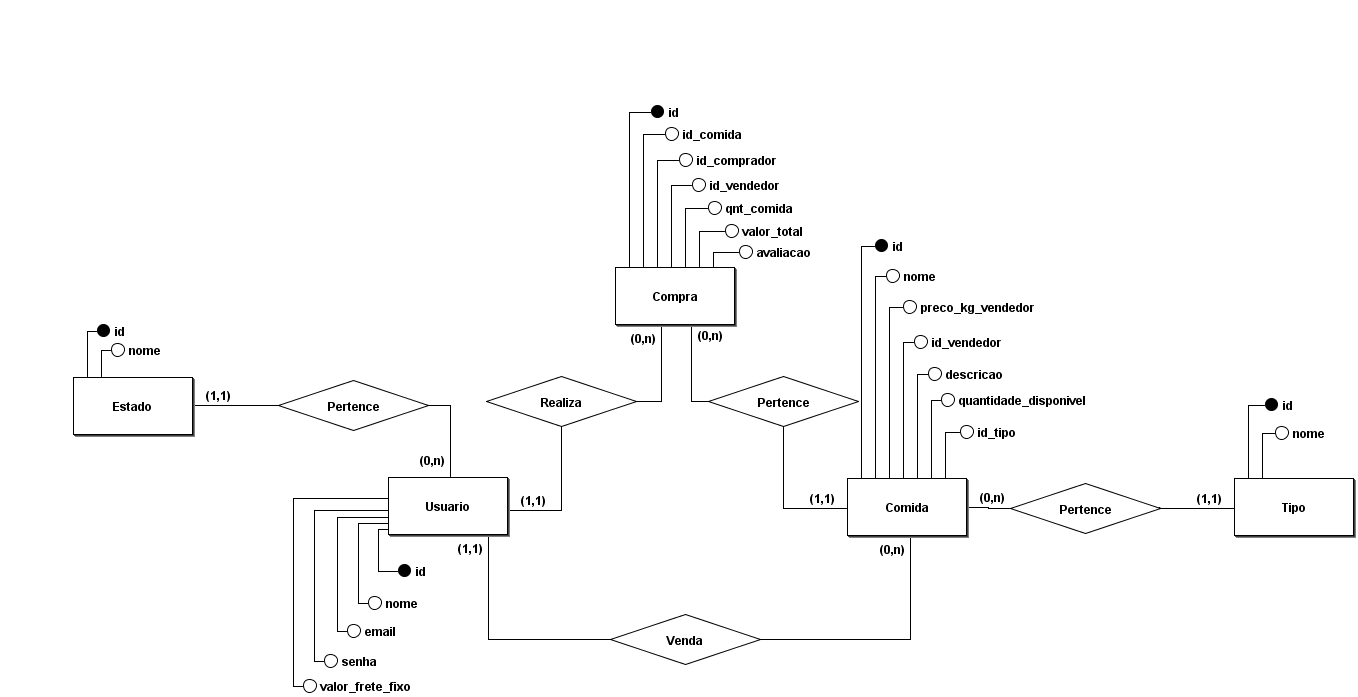 id
id_comida
id_comprador
id_vendedor
qnt_comida
valor_total
avaliacao
Compra
(0,n)
(0,n)
id
nome
preco_kg_vendedor
id_vendedor
descricao
quantidade_disponivel
id_tipo
id
nome
Estado
(1,1)
Pertence
(0,n)
Realiza
Pertence
id
nome
Usuario
(1,1)
(1,1)
(1,1)
Comida
(0,n)
(0,n)
Pertence
(1,1)
Tipo
id
nome
email
senha
valor_frete_fixo
Venda